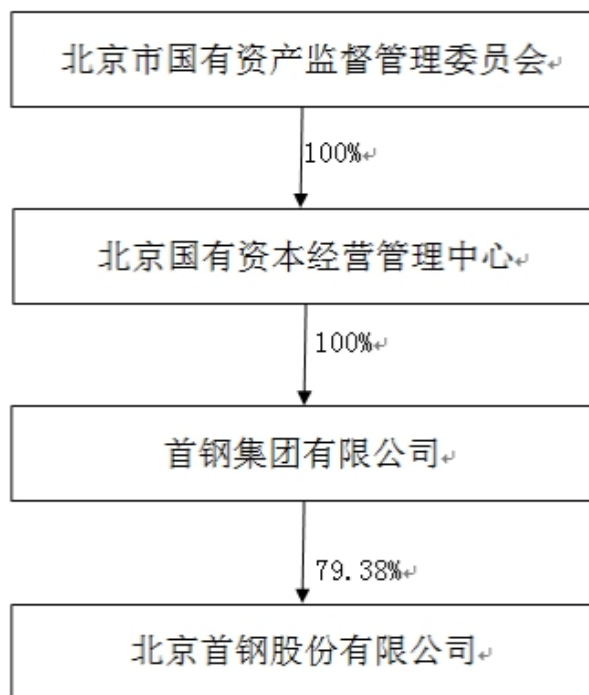 北京市国有资产监督管理委员会
100%
北京国有资本经营管理中心
100%
首钢集团有限公司
79.38%
北京首钢股份有限公司